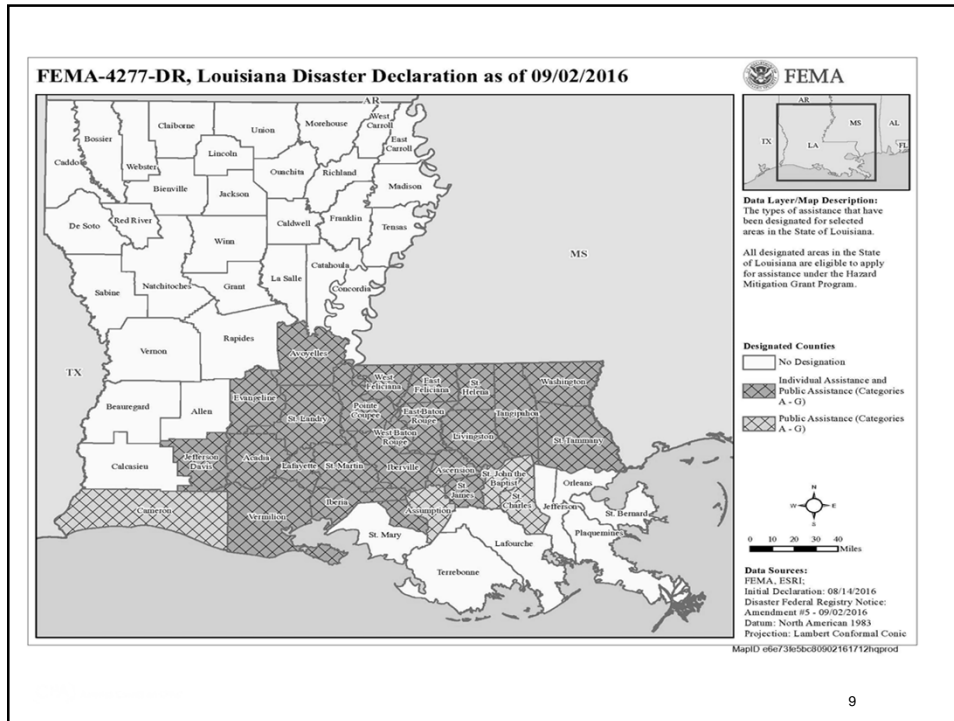 FEMA-4277-DR, Louisiana Disaster Declaration as of 09/02/2016
FEMA
AR
Claiborne
Union
Morehouse
West
Carroll
Bossier
Lincoln
East
Carroll
Caddo
Webster
Ouachita
Richland
Bienville
Jackson
Madison
De Soto
Red River
Caldwell
Franklin
Tensas
Winn
Catahoula
La Salle
Sabine
Natchitoches
Grant
Concordia
MS
Rapides
Vernon
TX
Avoyelles
West
Feliciana
East
Feliciana
St
Helena
Washington
Evangeline
Beauregard
Allen
Pointe
Coupee
St. Landry
East Baton
Rouge
Tangipahoa
West Baton
Rouge
Livingston
St. Tammany
Calcasieu
Jefferson
Davis
Acadia
Lafayette
St. Martin
Iberville
Ascension
St. John the
Baptist
Orleans
St.
James
St.
Charles
Jefferson
Cameron
Vermilion
Iberia
Assumption
St. Bernard
St. Mary
Plaquemines
Lafourche
Terrebonne
AR
MS
AL
TX
LA
FL
Data Layer/Map Description:
The types of assistance that have
been designated for selected
areas in the State of Louisiana.
All designated areas in the State
of Louisiana are eligible to apply
for assistance under the Hazard
Mitigation Grant Program.
Designated Counties
No Designation
Individual Assistance and
Public Assistance (Categories
A - G)
Public Assistance (Categories
A - G)
N
W E
S
0 10 20 30 40
Miles
Data Sources:
FEMA, ESRI;
Initial Declaration: 08/14/2016
Disaster Federal Registry Notice:
Amendment #5 - 09/02/2016
Datum: North American 1983
Projection: Lambert Conformal Conic
MapID e6e73fe5bc80902161712hqprod
9